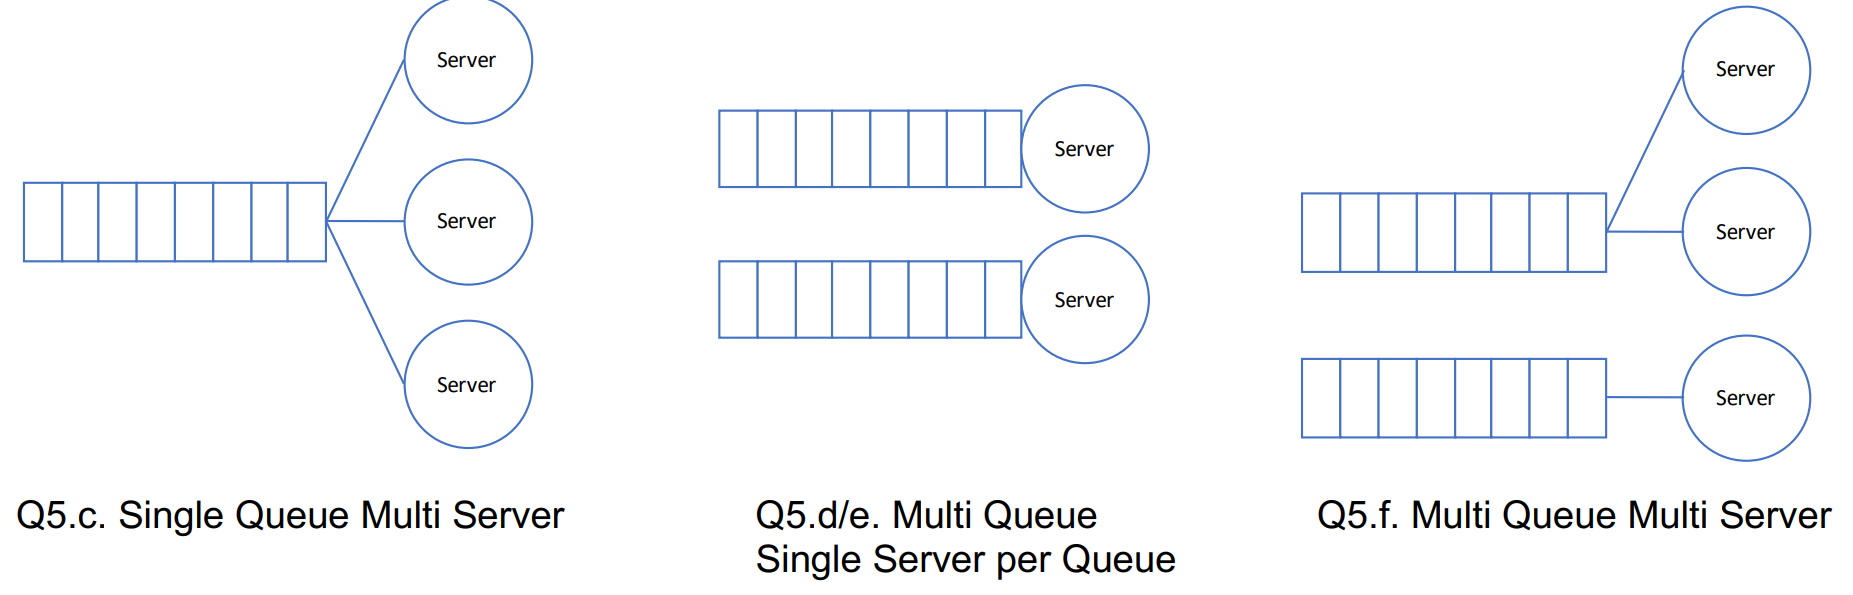 Server
Server
Server
Server
Server
Server
Server
Server
Q5.c. Single Queue Multi Server
Q5.d/e. Multi Queue
Single Server per Queue
Q5.f. Multi Queue Multi Server